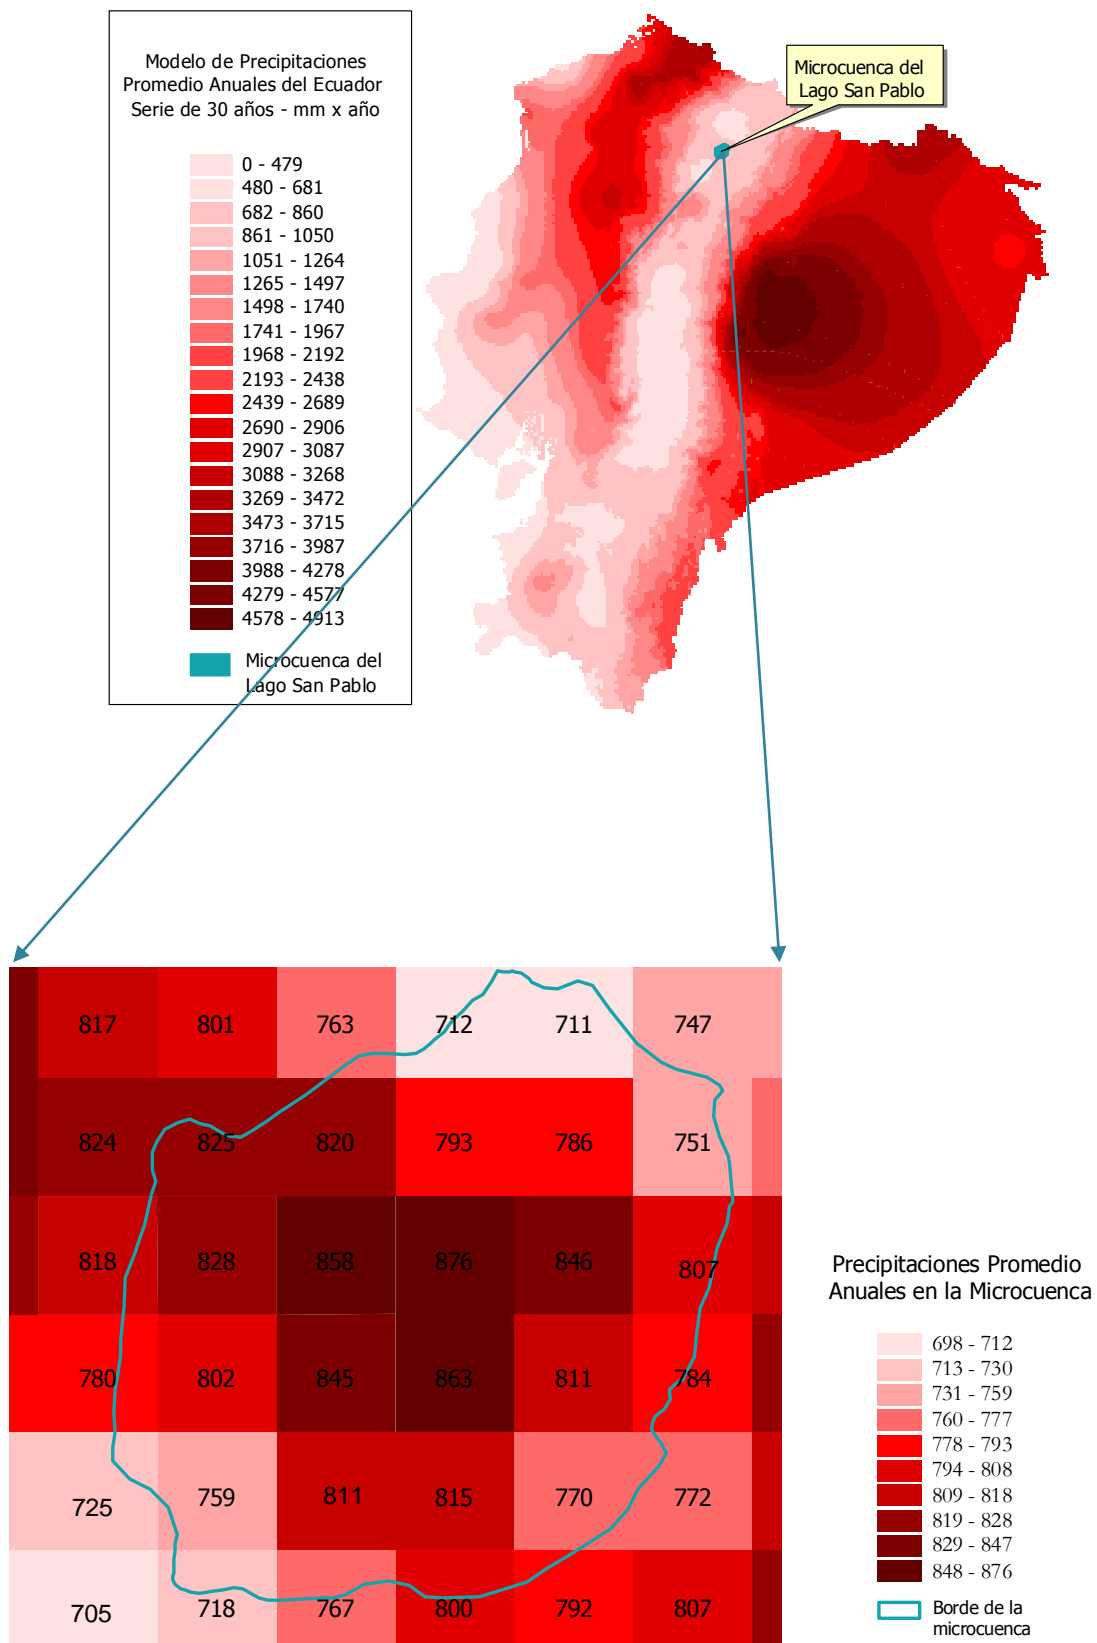 Modelo de Precipitaciones
Promedio Anuales del Ecuador
Serie de 30 años - mm x año
0 - 479
480 - 681
682 - 860
861 - 1050
1051 - 1264
1265 - 1497
1498 - 1740
1741 - 1967
1968 - 2192
2193 - 2438
2439 - 2689
2690 - 2906
2907 - 3087
3088 - 3268
3269 - 3472
3473 - 3715
3716 - 3987
3988 - 4278
4279 - 4577
4578 - 4913
Microcuenca del
Lago San Pablo
Microcuenca del
Lago San Pablo
817 801 763 712 711 747
824 825 820 793 786 751
818 828 858 876 846 807
780 802 845 863 811 784
725 759 811 815 770 772
705 718 767 800 792 807
Precipitaciones Promedio
Anuales en la Microcuenca
698 - 712
713 - 730
731 - 759
760 - 777
778 - 793
794 - 808
809 - 818
819 - 828
829 - 847
848 - 876
Borde de la
microcuenca